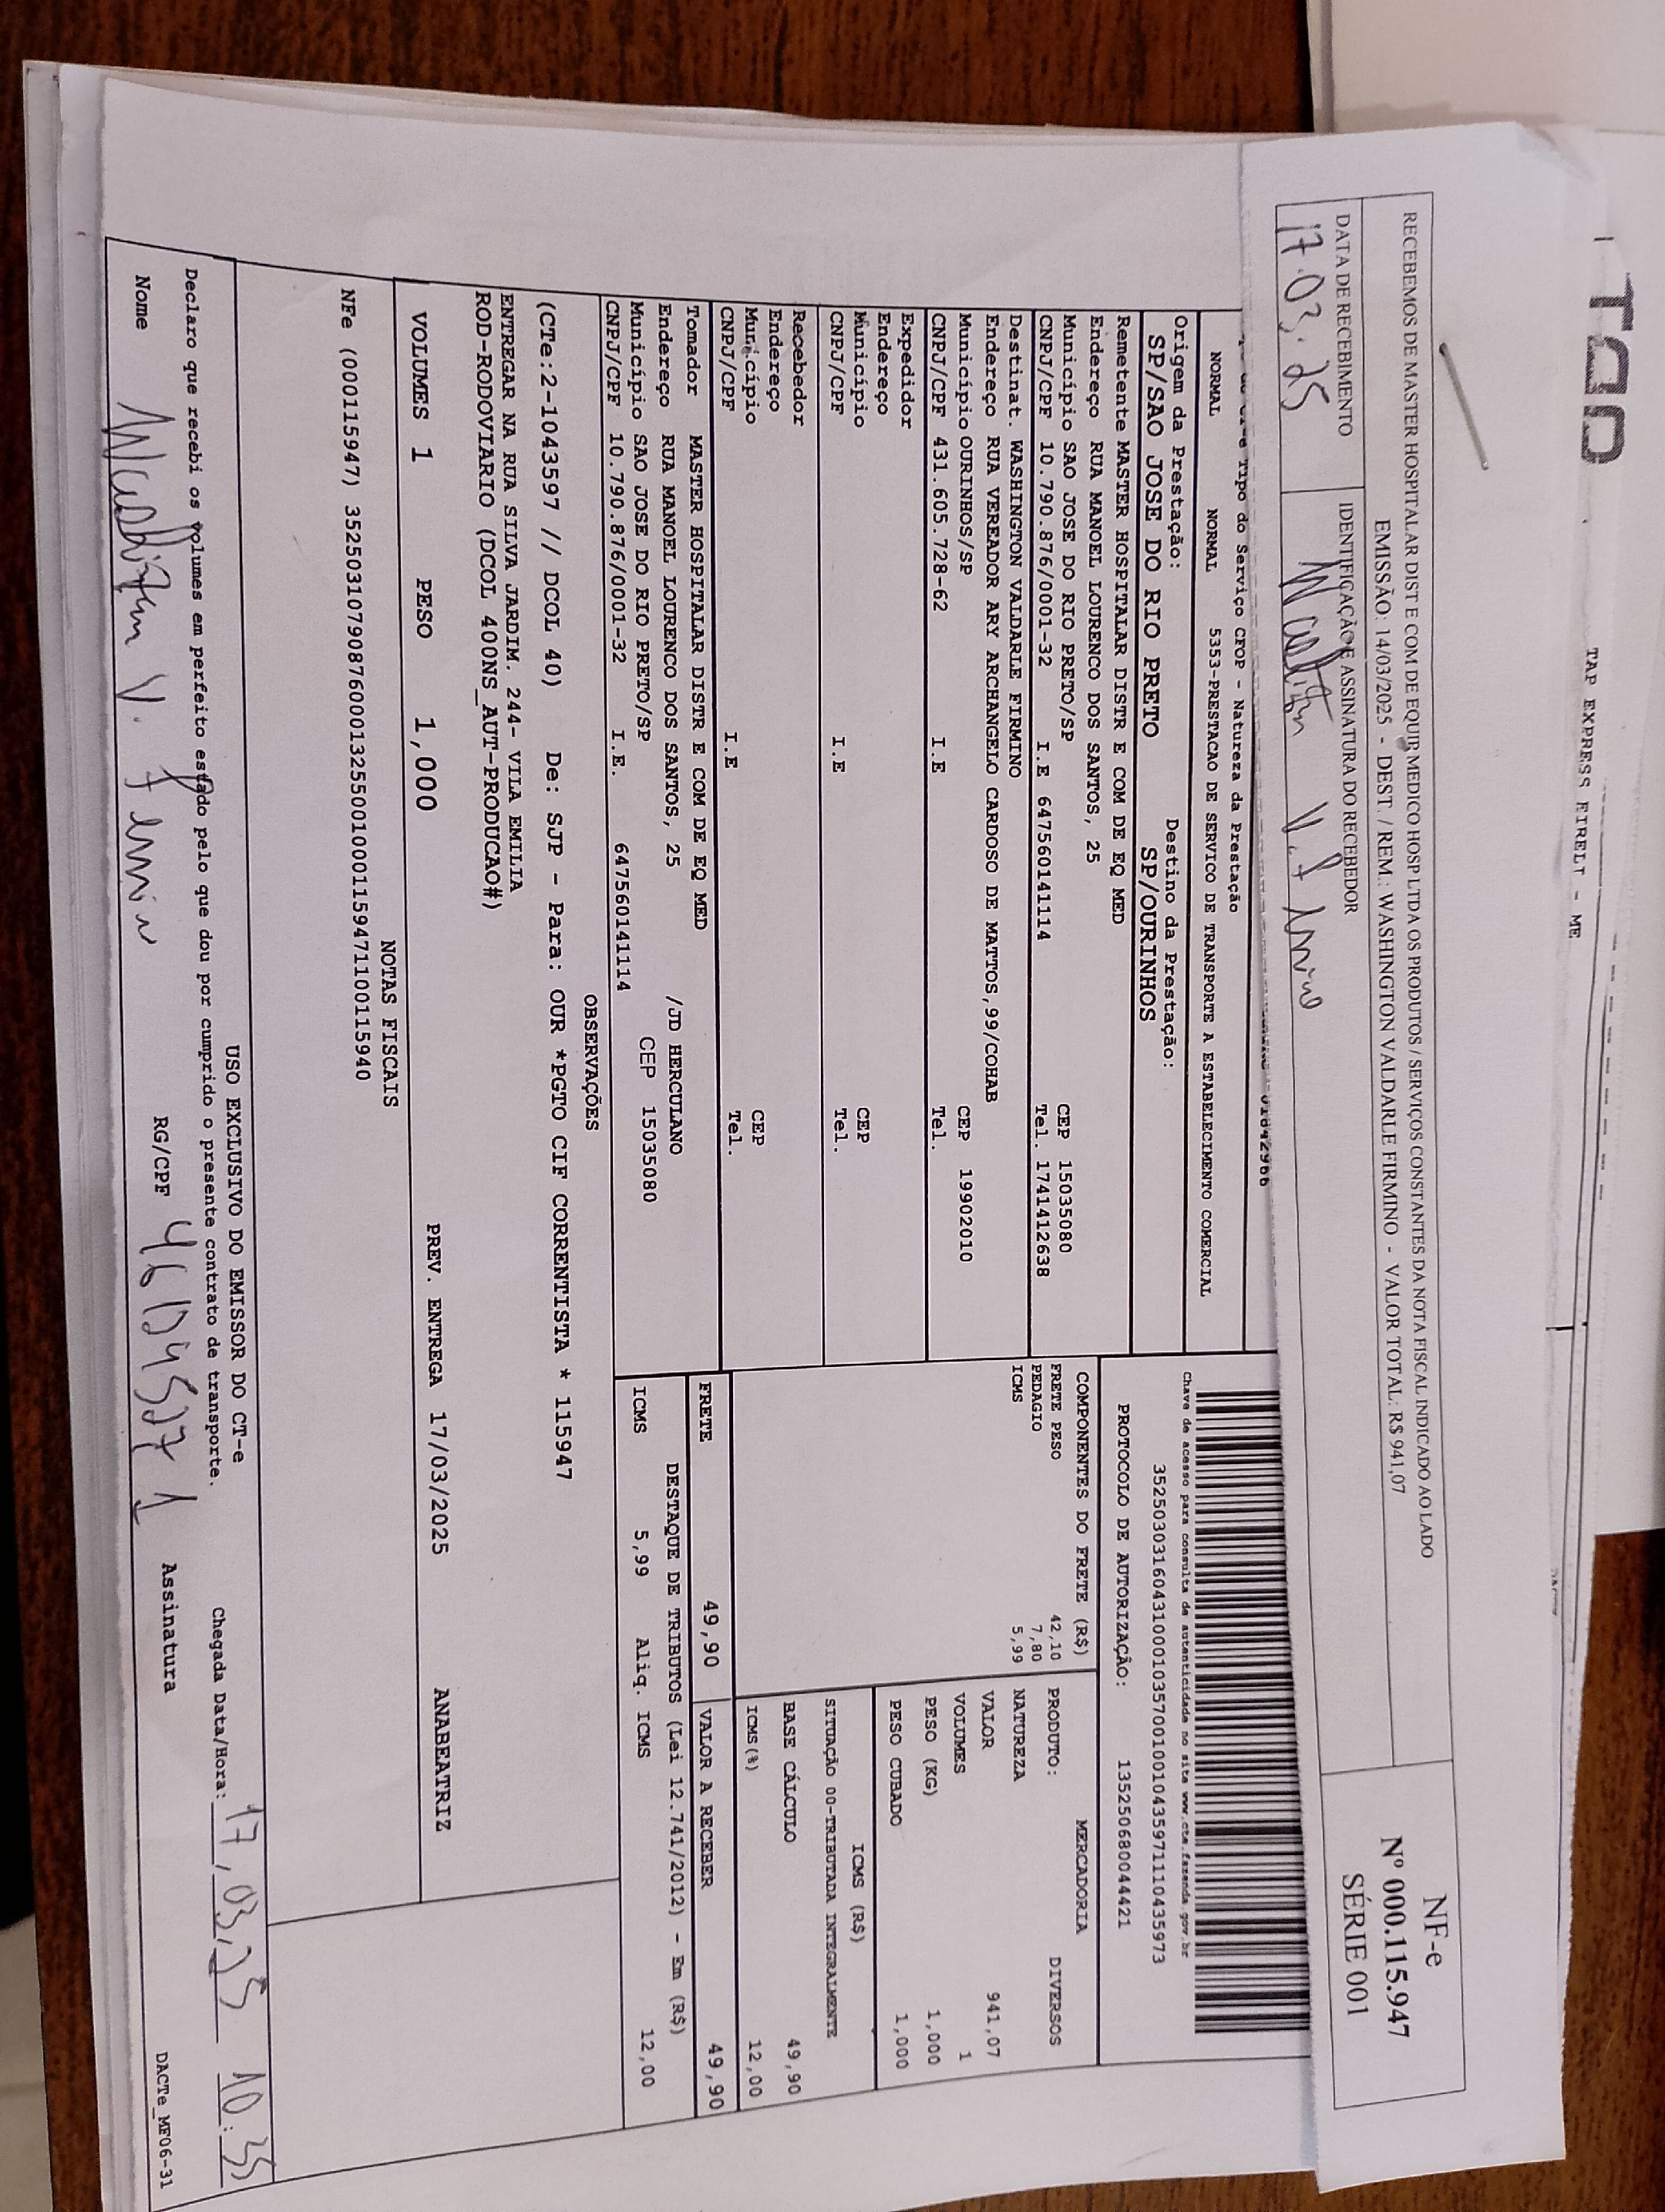 TAP
TAP EXPRESS EIRELI - ME
RECEBEMOS DE MASTER HOSPITALAR DIST E COM DE EQUIP MEDICO HOSP LTDA OS PRODUTOS / SERVIÇOS CONSTANTES DA NOTA FISCAL INDICADO AO LADO
EMISSÃO: 14/03/2025 - DEST. / REM.: WASHINGTON VALDARLE FIRMINO - VALOR TOTAL: R$ 941,07
DATA DE RECEBIMENTO
17.03.25
IDENTIFICAÇÃO E ASSINATURA DO RECEBEDOR
NF-e
Nº 000.115.947
SÉRIE 001
Tipo do Serviço CFOP - Natureza da Prestação
NORMAL NORMAL 5353-PRESTACAO DE SERVICO DE TRANSPORTE A ESTABELECIMENTO COMERCIAL
Origem da Prestação: Destino da Prestação:
SP/SAO JOSE DO RIO PRETO SP/OURINHOS
Remetente MASTER HOSPITALAR DISTR E COM DE EQ MED
Endereço RUA MANOEL LOURENCO DOS SANTOS, 25
Município SAO JOSE DO RIO PRETO/SP CEP 15035080
CNPJ/CPF 10.790.876/0001-32 I.E 647560141114 Tel. 1741412638
Destinat. WASHINGTON VALDARLE FIRMINO
Endereço RUA VEREADOR ARY ARCHANGELO CARDOSO DE MATTOS,99/COHAB
Município OURINHOS/SP CEP 19902010
CNPJ/CPF 431.605.728-62 I.E Tel.
Expedidor
Endereço
Município CEP
CNPJ/CPF I.E Tel.
Recebedor
Endereço
Município CEP
CNPJ/CPF I.E Tel.
Tomador MASTER HOSPITALAR DISTR E COM DE EQ MED
Endereço RUA MANOEL LOURENCO DOS SANTOS, 25 /JD HERCULANO
Município SAO JOSE DO RIO PRETO/SP CEP 15035080
CNPJ/CPF 10.790.876/0001-32 I.E. 647560141114
Chave de acesso para consulta de autenticidade no site www.cte.fazenda.gov.br
35250303160431000103570010010435971110435973
PROTOCOLO DE AUTORIZAÇÃO: 135250680044421
COMPONENTES DO FRETE (R$)
FRETE PESO 42,10
PEDAGIO 7,80
ICMS 5,99
MERCADORIA
PRODUTO: DIVERSOS
NATUREZA
VALOR 941,07
VOLUMES 1
PESO (KG) 1,000
PESO CUBADO 1,000
ICMS (R$)
SITUAÇÃO 00-TRIBUTADA INTEGRALMENTE
BASE CÁLCULO 49,90
ICMS(%) 12,00
FRETE 49,90 VALOR A RECEBER 49,90
DESTAQUE DE TRIBUTOS (Lei 12.741/2012) - Em (R$)
ICMS 5,99 Aliq. ICMS 12,00
OBSERVAÇÕES
(CTe:2-1043597 // DCOL 40) De: SJP - Para: OUR *PGTO CIF CORRENTISTA * 115947
ENTREGAR NA RUA SILVA JARDIM. 244- VILA EMILIA
ROD-RODOVIARIO (DCOL 400NS_AUT-PRODUCAO#)
VOLUMES 1 PESO 1,000 PREV. ENTREGA 17/03/2025 ANABEATRIZ
NOTAS FISCAIS
NFe (000115947) 35250310790876000132550010001159471100115940
USO EXCLUSIVO DO EMISSOR DO CT-e
Declaro que recebi os volumes em perfeito estado pelo que dou por cumprido o presente contrato de transporte.
Chegada Data/Hora: 17,03,25 10:35
Nome RG/CPF Assinatura
DACTe_MF06-31